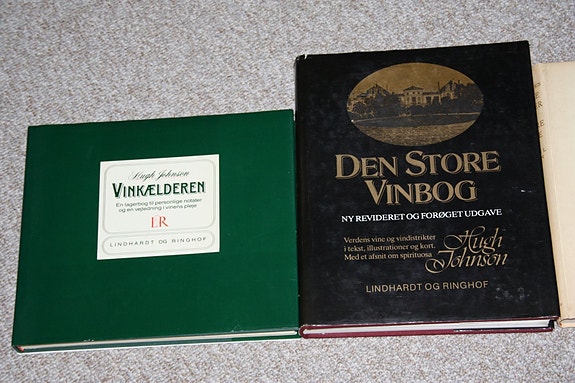 Hugh Johnson
VINKÆLDEREN
En lagerbog til personlige notater
og en vejledning i vinens pleje
LR
LINDHARDT OG RINGHOF
DEN STORE
VINBOG
NY REVIDERET OG FORØGET UDGAVE
Verdens vine og vindistrikter
i tekst, illustrationer og kort.
Med et afsnit om spirituosa
Hugh
Johnson
LINDHARDT OG RINGHOF